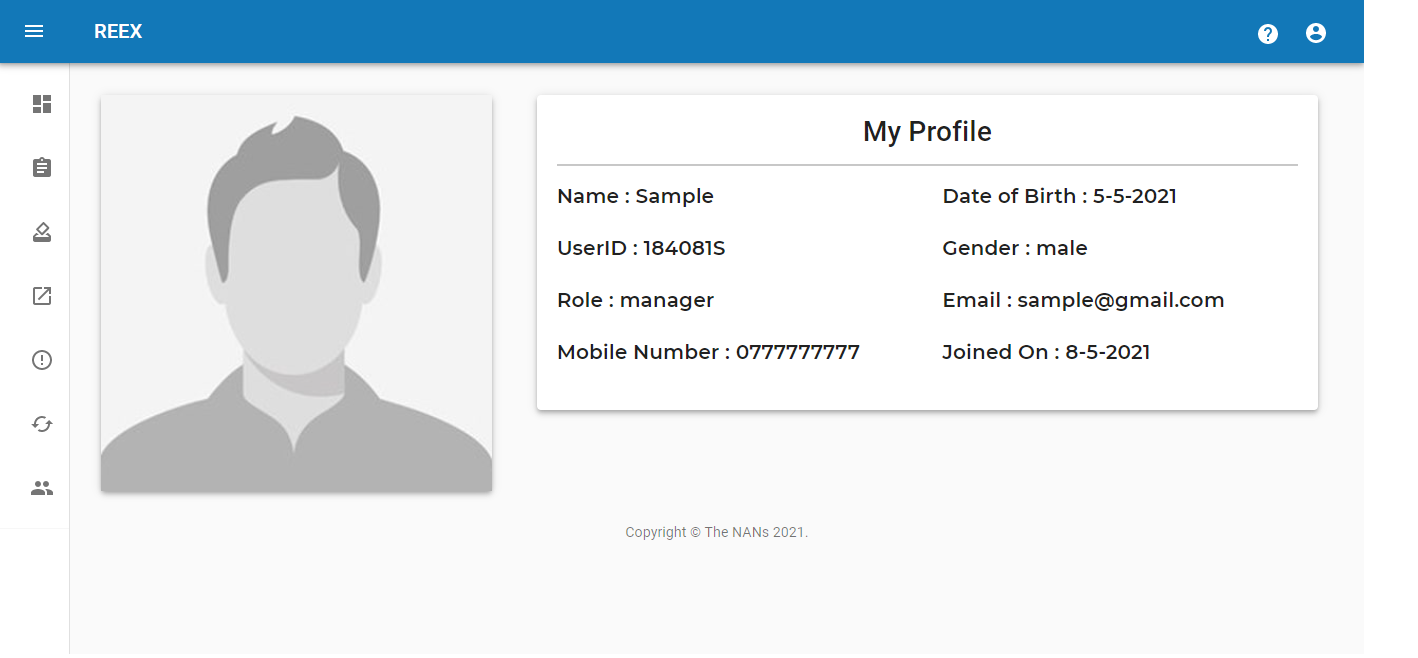 REEX
My Profile
Name : Sample
Date of Birth : 5-5-2021
UserID : 184081S
Gender : male
Role : manager
Email : sample@gmail.com
Mobile Number : 0777777777
Joined On : 8-5-2021
Copyright © The NANs 2021.